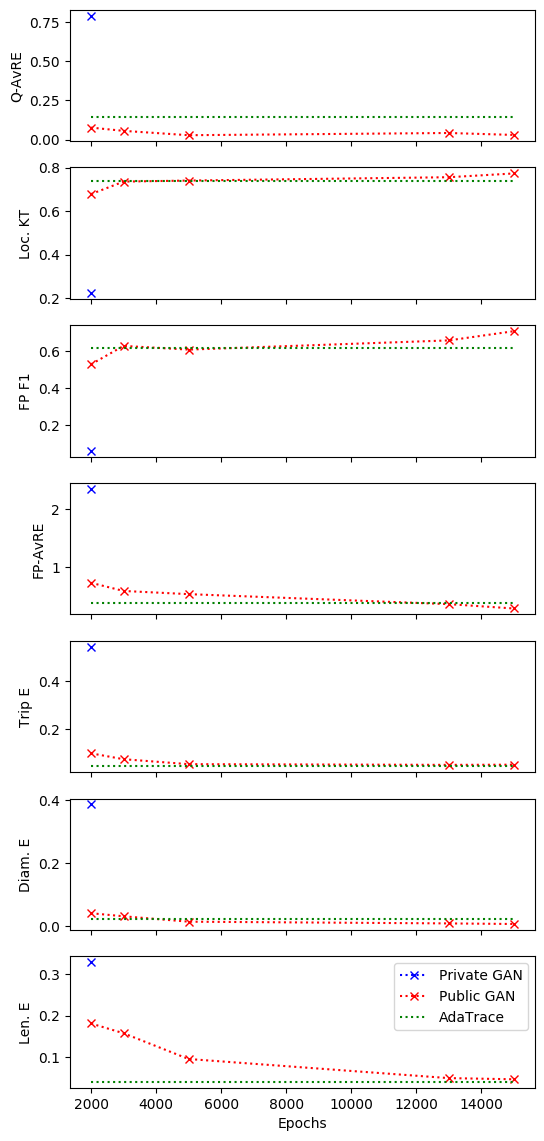 Q-AvRE
0.75
0.50
0.25
0.00
Loc. KT
0.8
0.6
0.4
0.2
FP F1
0.6
0.4
0.2
FP-AvRE
2
1
Trip E
0.4
0.2
Diam. E
0.4
0.2
0.0
Len. E
0.3
0.2
0.1
Private GAN
Public GAN
AdaTrace
2000 4000 6000 8000 10000 12000 14000
Epochs